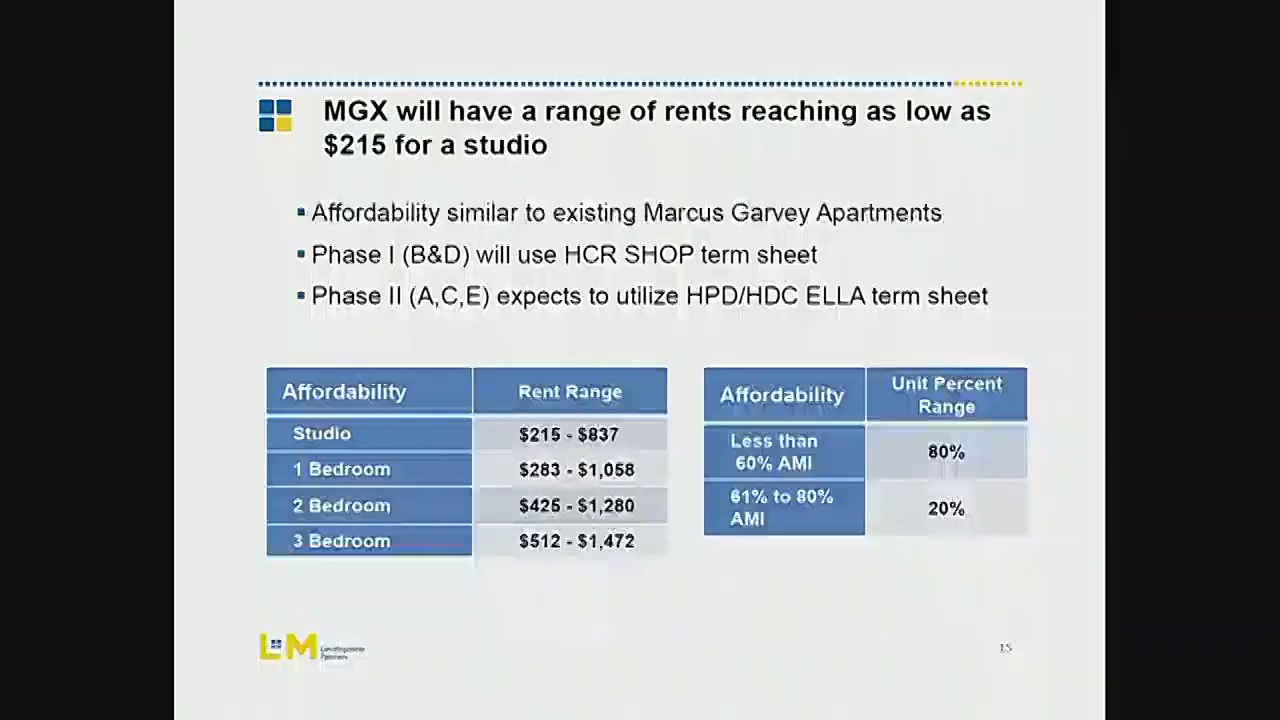 MGX will have a range of rents reaching as low as
$215 for a studio
▪ Affordability similar to existing Marcus Garvey Apartments
▪ Phase I (B&D) will use HCR SHOP term sheet
▪ Phase II (A,C,E) expects to utilize HPD/HDC ELLA term sheet
Affordability Rent Range
Studio $215 - $837
1 Bedroom $283 - $1,058
2 Bedroom $425 - $1,280
3 Bedroom $512 - $1,472
Affordability Unit Percent Range
Less than 60% AMI 80%
61% to 80% AMI 20%
L+M Development
Partners
15